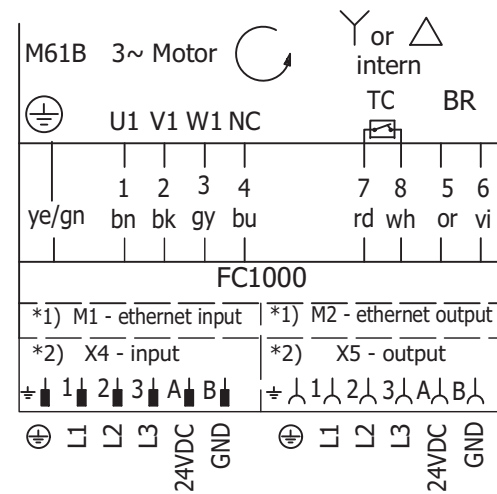 M61B 3~ Motor
or
intern
TC BR
U1 V1 W1 NC
1 2 3 4 7 8 5 6
ye/gn bn bk gy bu rd wh or vi
FC1000
*1) M1 - ethernet input *1) M2 - ethernet output
*2) X4 - input *2) X5 - output
1 2 3 A B 1 2 3 A B
L1 L2 L3 24VDC GND L1 L2 L3 24VDC GND